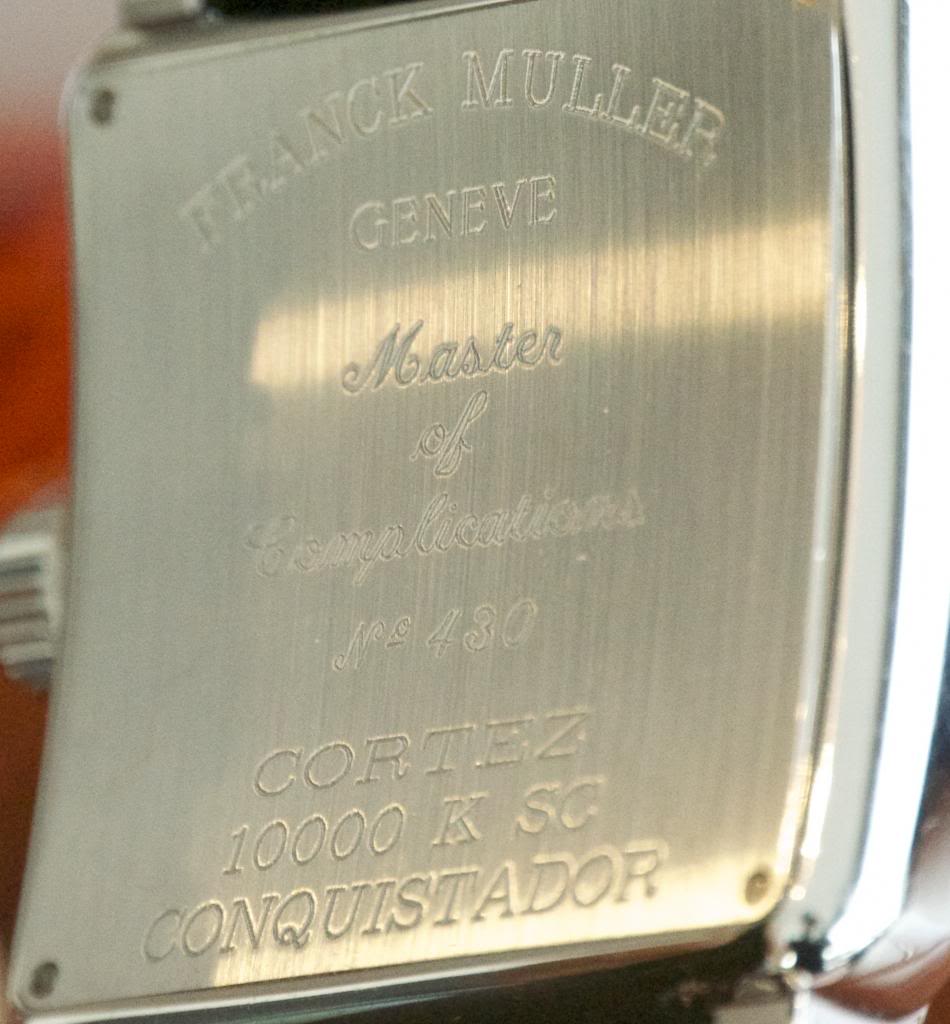 FRANCK MULLER
GENEVE
Master
of
Complications
Nº 430
CORTEZ
10000 K SC
CONQUISTADOR